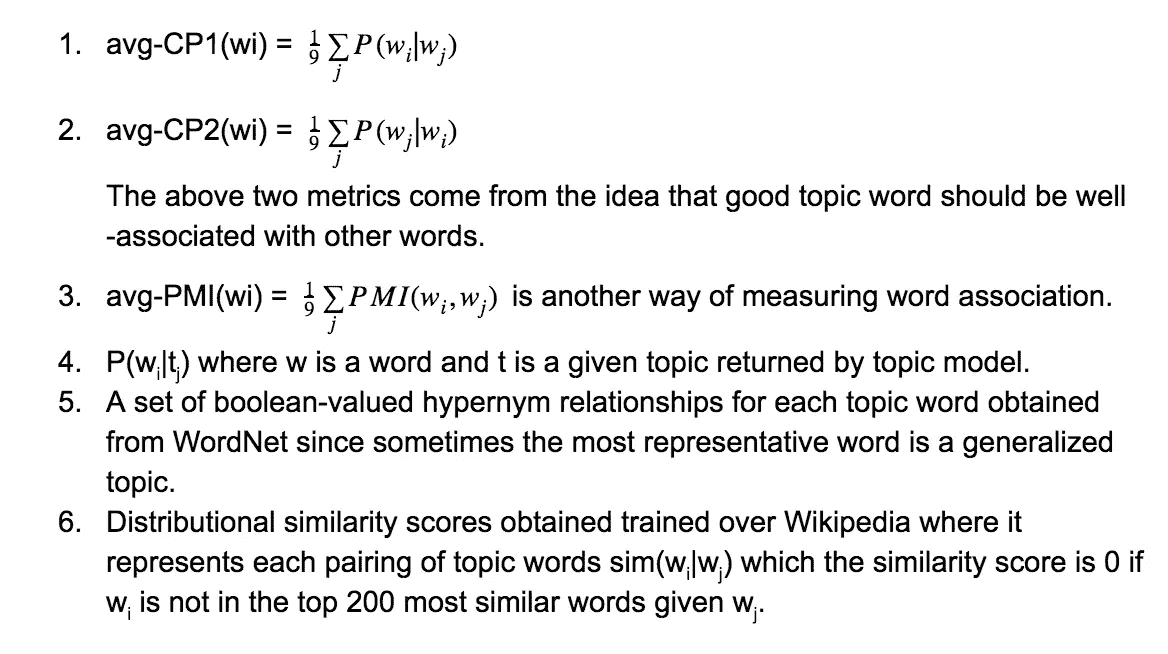 1. avg-CP1(wi) = $\frac{1}{9}\sum_{j} P(w_i|w_j)$
2. avg-CP2(wi) = $\frac{1}{9}\sum_{j} P(w_j|w_i)$
The above two metrics come from the idea that good topic word should be well
-associated with other words.
3. avg-PMI(wi) = $\frac{1}{9}\sum_{j} PMI(w_i, w_j)$ is another way of measuring word association.
4. P(w_i|t_j) where w is a word and t is a given topic returned by topic model.
5. A set of boolean-valued hypernym relationships for each topic word obtained
from WordNet since sometimes the most representative word is a generalized
topic.
6. Distributional similarity scores obtained trained over Wikipedia where it
represents each pairing of topic words sim(w_i|w_j) which the similarity score is 0 if
w_i is not in the top 200 most similar words given w_j.